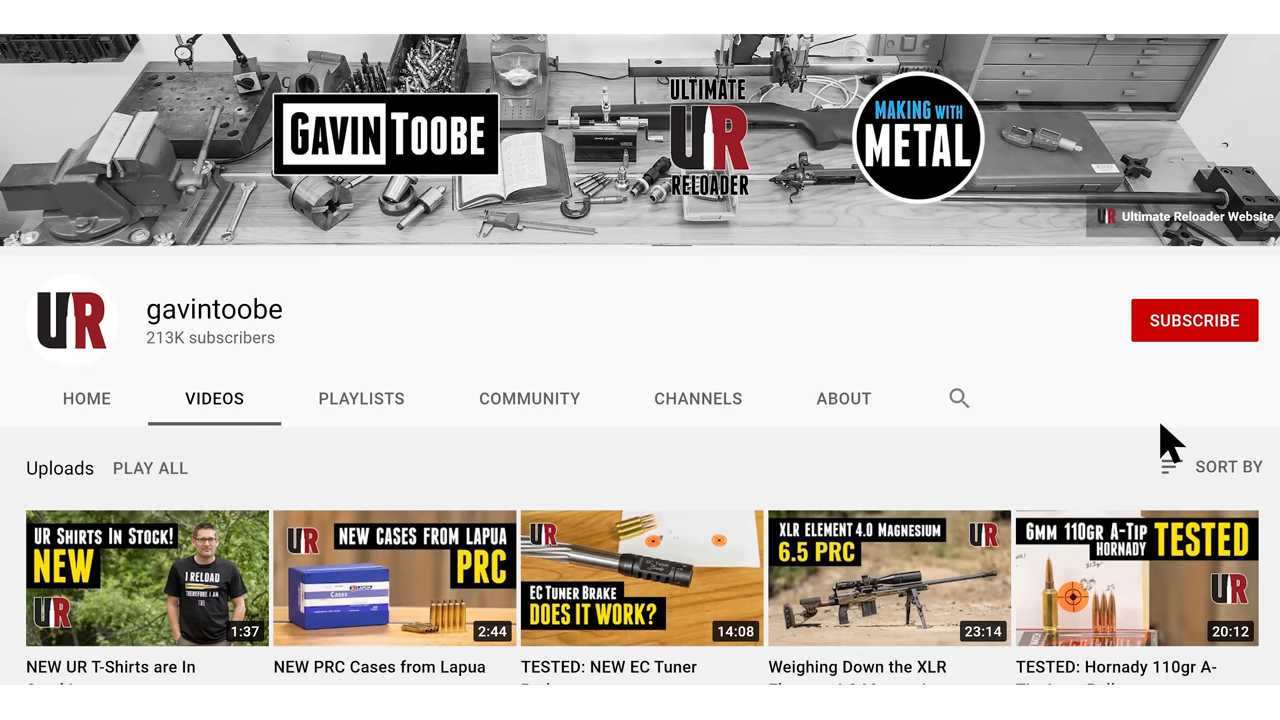 GAVIN TOOBE
ULTIMATE
UR
RELOADER
MAKING WITH
METAL
UR Ultimate Reloader Website
UR
gavintoobe
213K subscribers
SUBSCRIBE
HOME VIDEOS PLAYLISTS COMMUNITY CHANNELS ABOUT
Uploads PLAY ALL SORT BY
UR SHIRTS IN STOCK!
NEW
I RELOAD
THEREFORE I AM
UR
1:37
UR
NEW CASES FROM LAPUA
PRC
Cases
2:44
UR
EC TUNER BRAKE
DOES IT WORK?
14:08
XLR ELEMENT 4.0 MAGNESIUM
6.5 PRC
UR
23:14
6MM 110GR A-TIP
HORNADY
TESTED
UR
20:12
NEW UR T-Shirts are In
NEW PRC Cases from Lapua
TESTED: NEW EC Tuner
Weighing Down the XLR
TESTED: Hornady 110gr A-